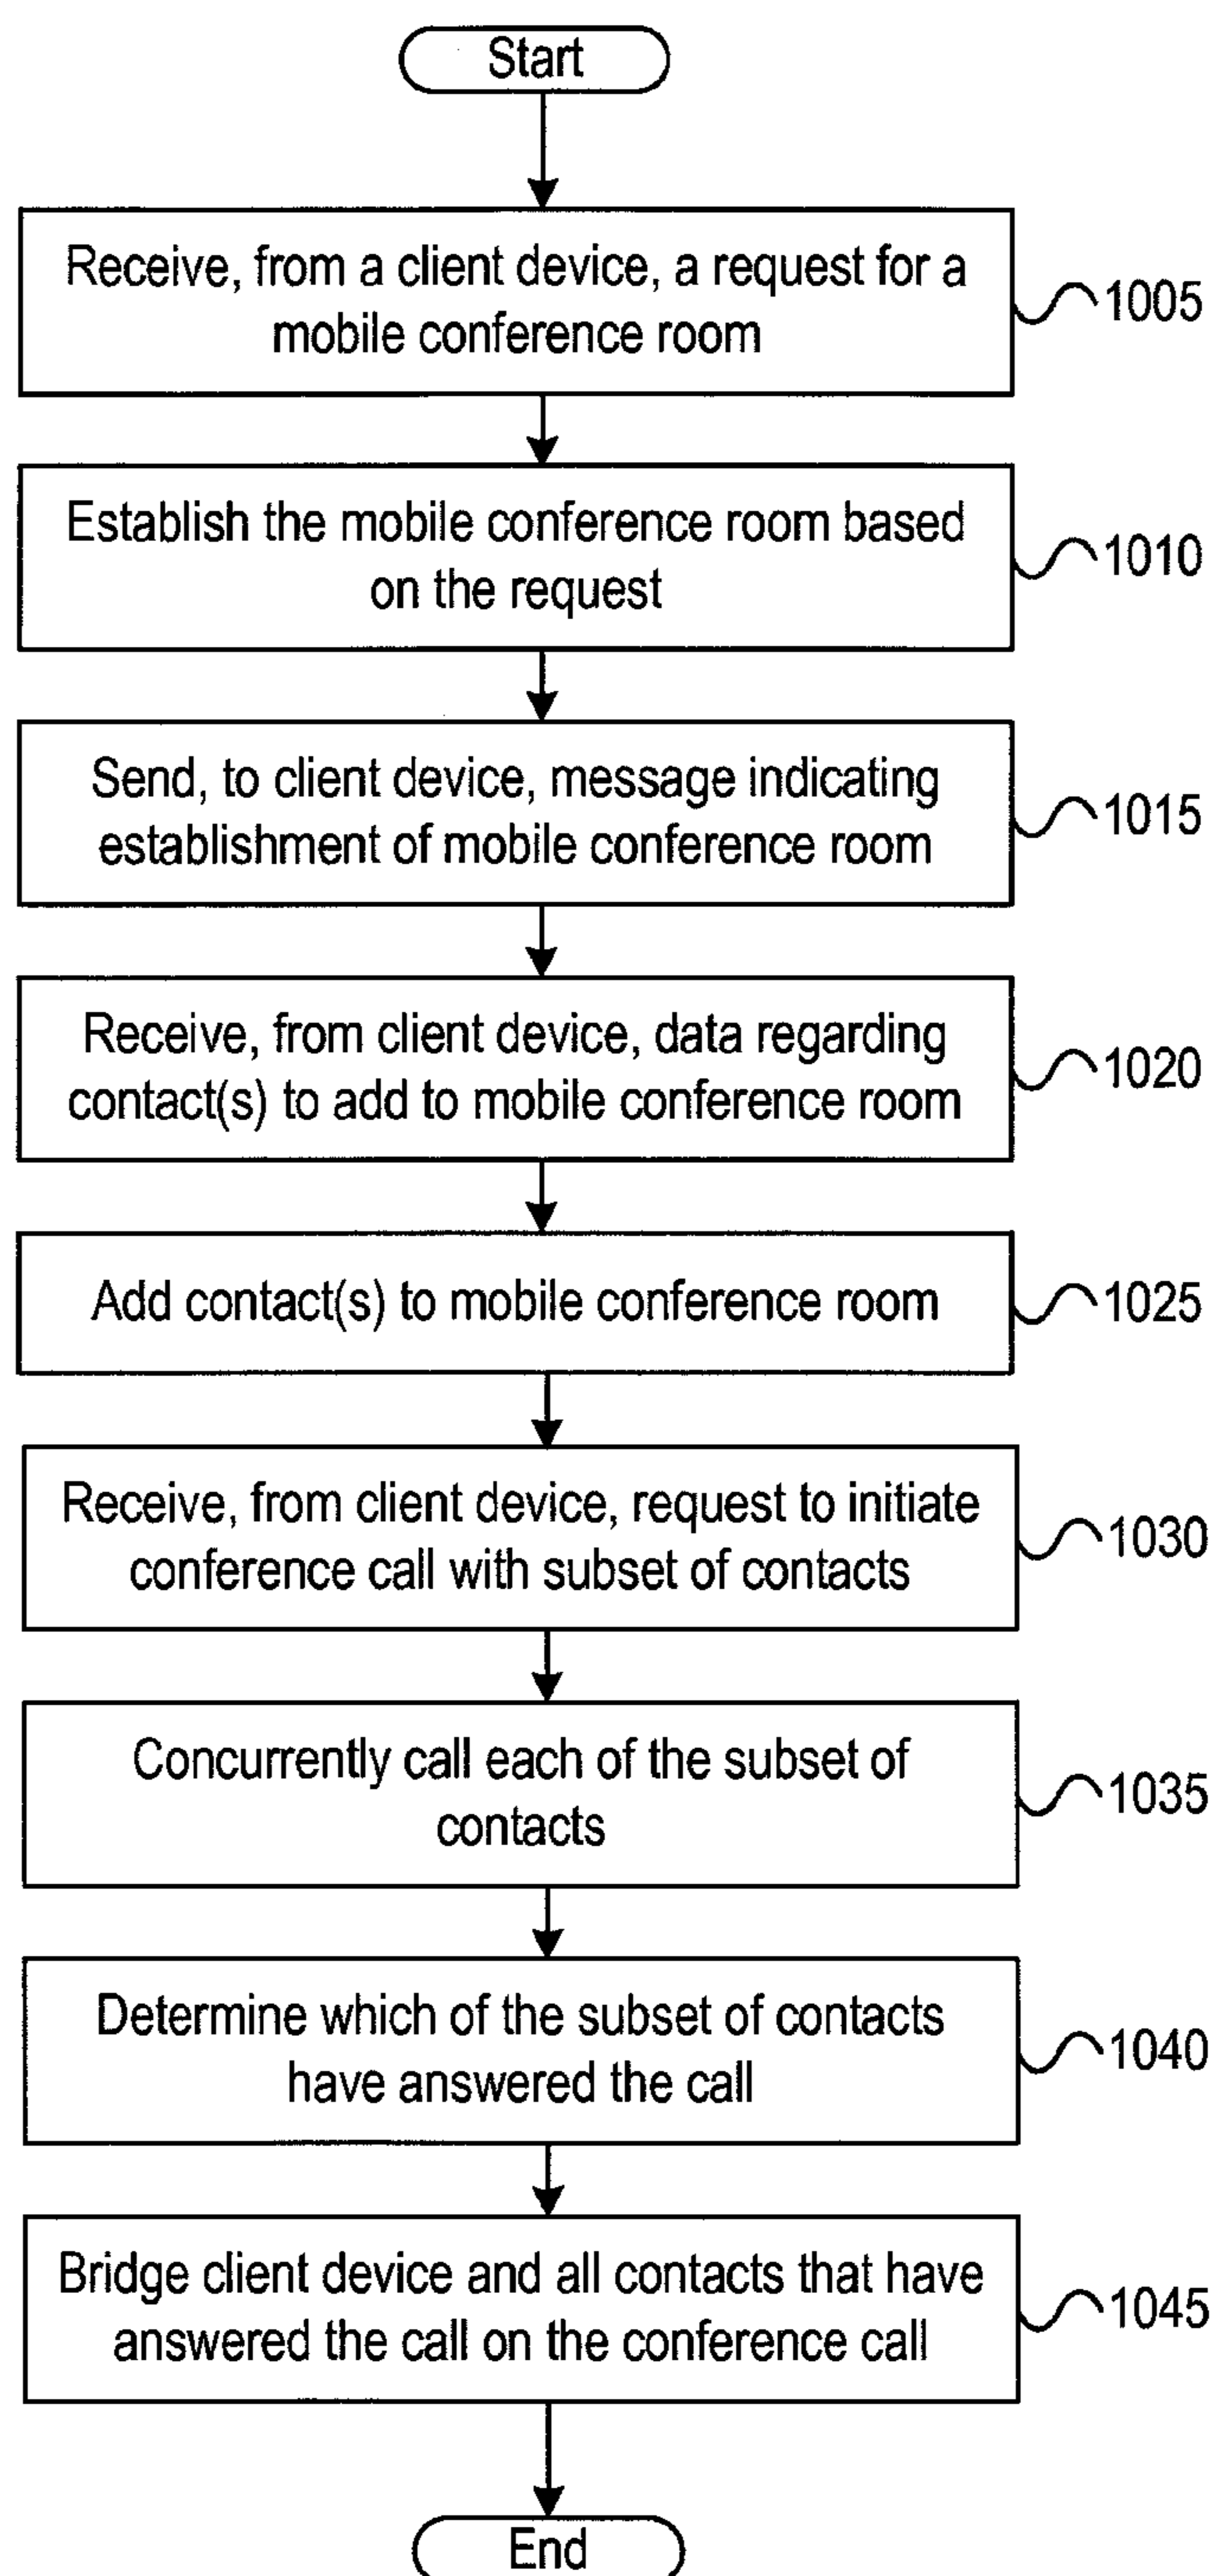 Start
Receive, from a client device, a request for a
mobile conference room
1005
Establish the mobile conference room based
on the request
1010
Send, to client device, message indicating
establishment of mobile conference room
1015
Receive, from client device, data regarding
contact(s) to add to mobile conference room
1020
Add contact(s) to mobile conference room
1025
Receive, from client device, request to initiate
conference call with subset of contacts
1030
Concurrently call each of the subset of
contacts
1035
Determine which of the subset of contacts
have answered the call
1040
Bridge client device and all contacts that have
answered the call on the conference call
1045
End